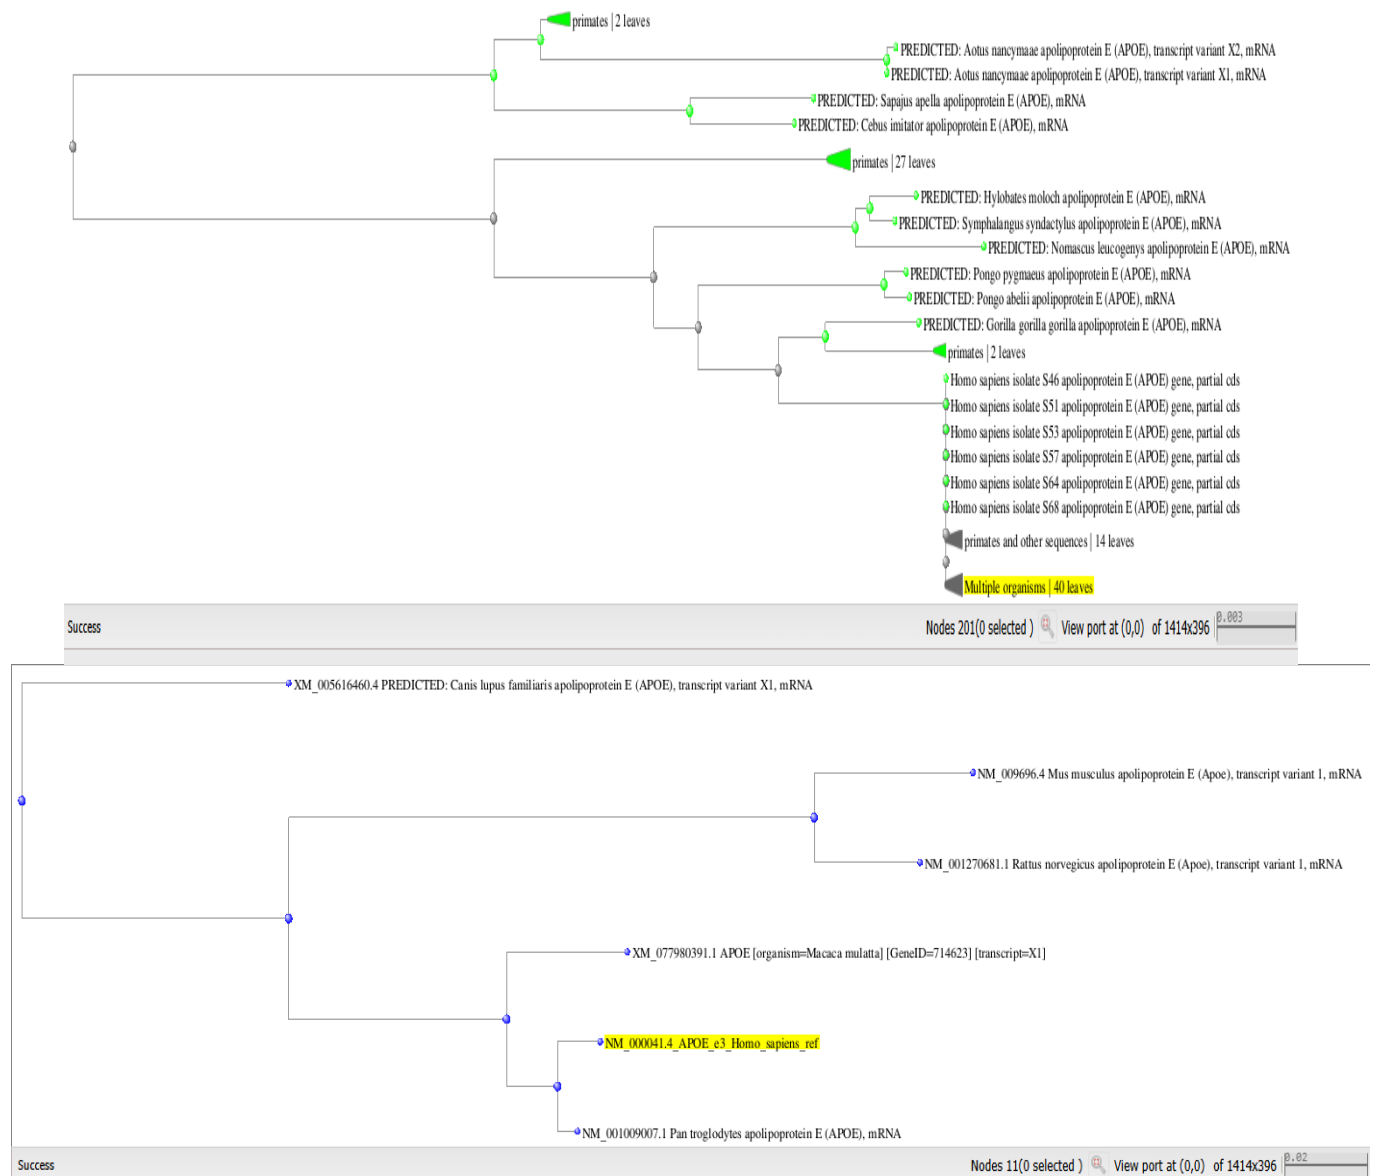 primates | 2 leaves
PREDICTED: Aotus nancymaae apolipoprotein E (APOE), transcript variant X2, mRNA
PREDICTED: Aotus nancymaae apolipoprotein E (APOE), transcript variant X1, mRNA
PREDICTED: Sapajus apella apolipoprotein E (APOE), mRNA
PREDICTED: Cebus imitator apolipoprotein E (APOE), mRNA
primates | 27 leaves
PREDICTED: Hylobates moloch apolipoprotein E (APOE), mRNA
PREDICTED: Symphalangus syndactylus apolipoprotein E (APOE), mRNA
PREDICTED: Nomascus leucogenys apolipoprotein E (APOE), mRNA
PREDICTED: Pongo pygmaeus apolipoprotein E (APOE), mRNA
PREDICTED: Pongo abelii apolipoprotein E (APOE), mRNA
PREDICTED: Gorilla gorilla gorilla apolipoprotein E (APOE), mRNA
primates | 2 leaves
Homo sapiens isolate S46 apolipoprotein E (APOE) gene, partial cds
Homo sapiens isolate S51 apolipoprotein E (APOE) gene, partial cds
Homo sapiens isolate S53 apolipoprotein E (APOE) gene, partial cds
Homo sapiens isolate S57 apolipoprotein E (APOE) gene, partial cds
Homo sapiens isolate S64 apolipoprotein E (APOE) gene, partial cds
Homo sapiens isolate S68 apolipoprotein E (APOE) gene, partial cds
primates and other sequences | 14 leaves
Multiple organisms | 40 leaves
Success Nodes 201(0 selected ) View port at (0,0) of 1414x396 0.003
XM_005616460.4 PREDICTED: Canis lupus familiaris apolipoprotein E (APOE), transcript variant X1, mRNA
NM_009696.4 Mus musculus apolipoprotein E (Apoe), transcript variant 1, mRNA
NM_001270681.1 Rattus norvegicus apolipoprotein E (Apoe), transcript variant 1, mRNA
XM_077980391.1 APOE [organism=Macaca mulatta] [GeneID=714623] [transcript=X1]
NM_000041.4_APOE_e3_Homo_sapiens_ref
NM_001009007.1 Pan troglodytes apolipoprotein E (APOE), mRNA
Success Nodes 11(0 selected ) View port at (0,0) of 1414x396 0.02